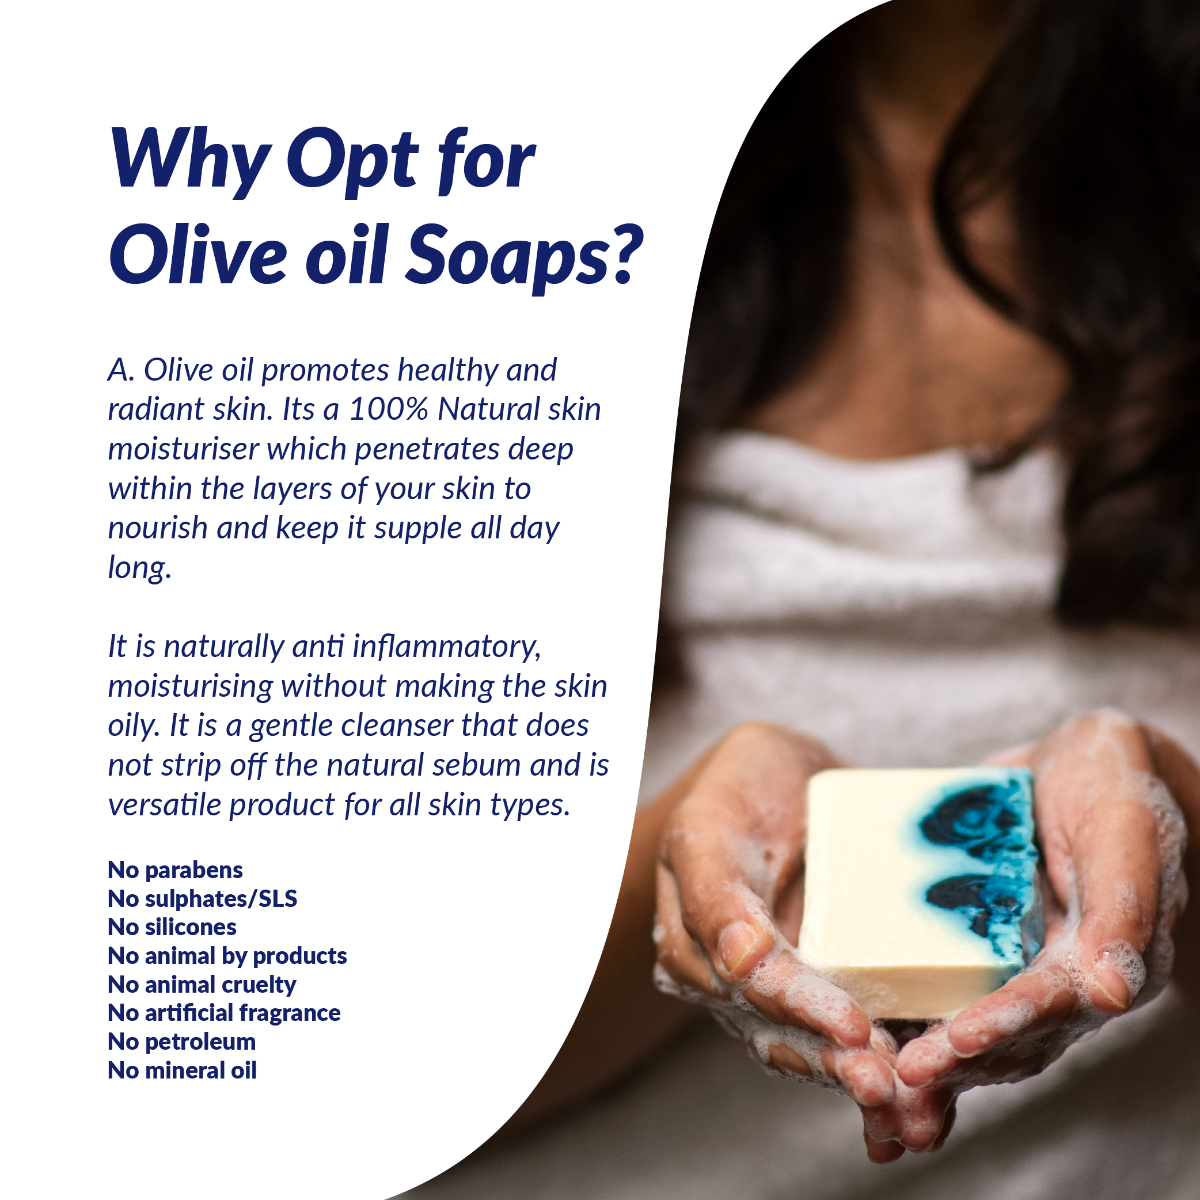 Why Opt for
Olive oil Soaps?
A. Olive oil promotes healthy and
radiant skin. Its a 100% Natural skin
moisturiser which penetrates deep
within the layers of your skin to
nourish and keep it supple all day
long.
It is naturally anti inflammatory,
moisturising without making the skin
oily. It is a gentle cleanser that does
not strip off the natural sebum and is
versatile product for all skin types.
No parabens
No sulphates/SLS
No silicones
No animal by products
No animal cruelty
No artificial fragrance
No petroleum
No mineral oil